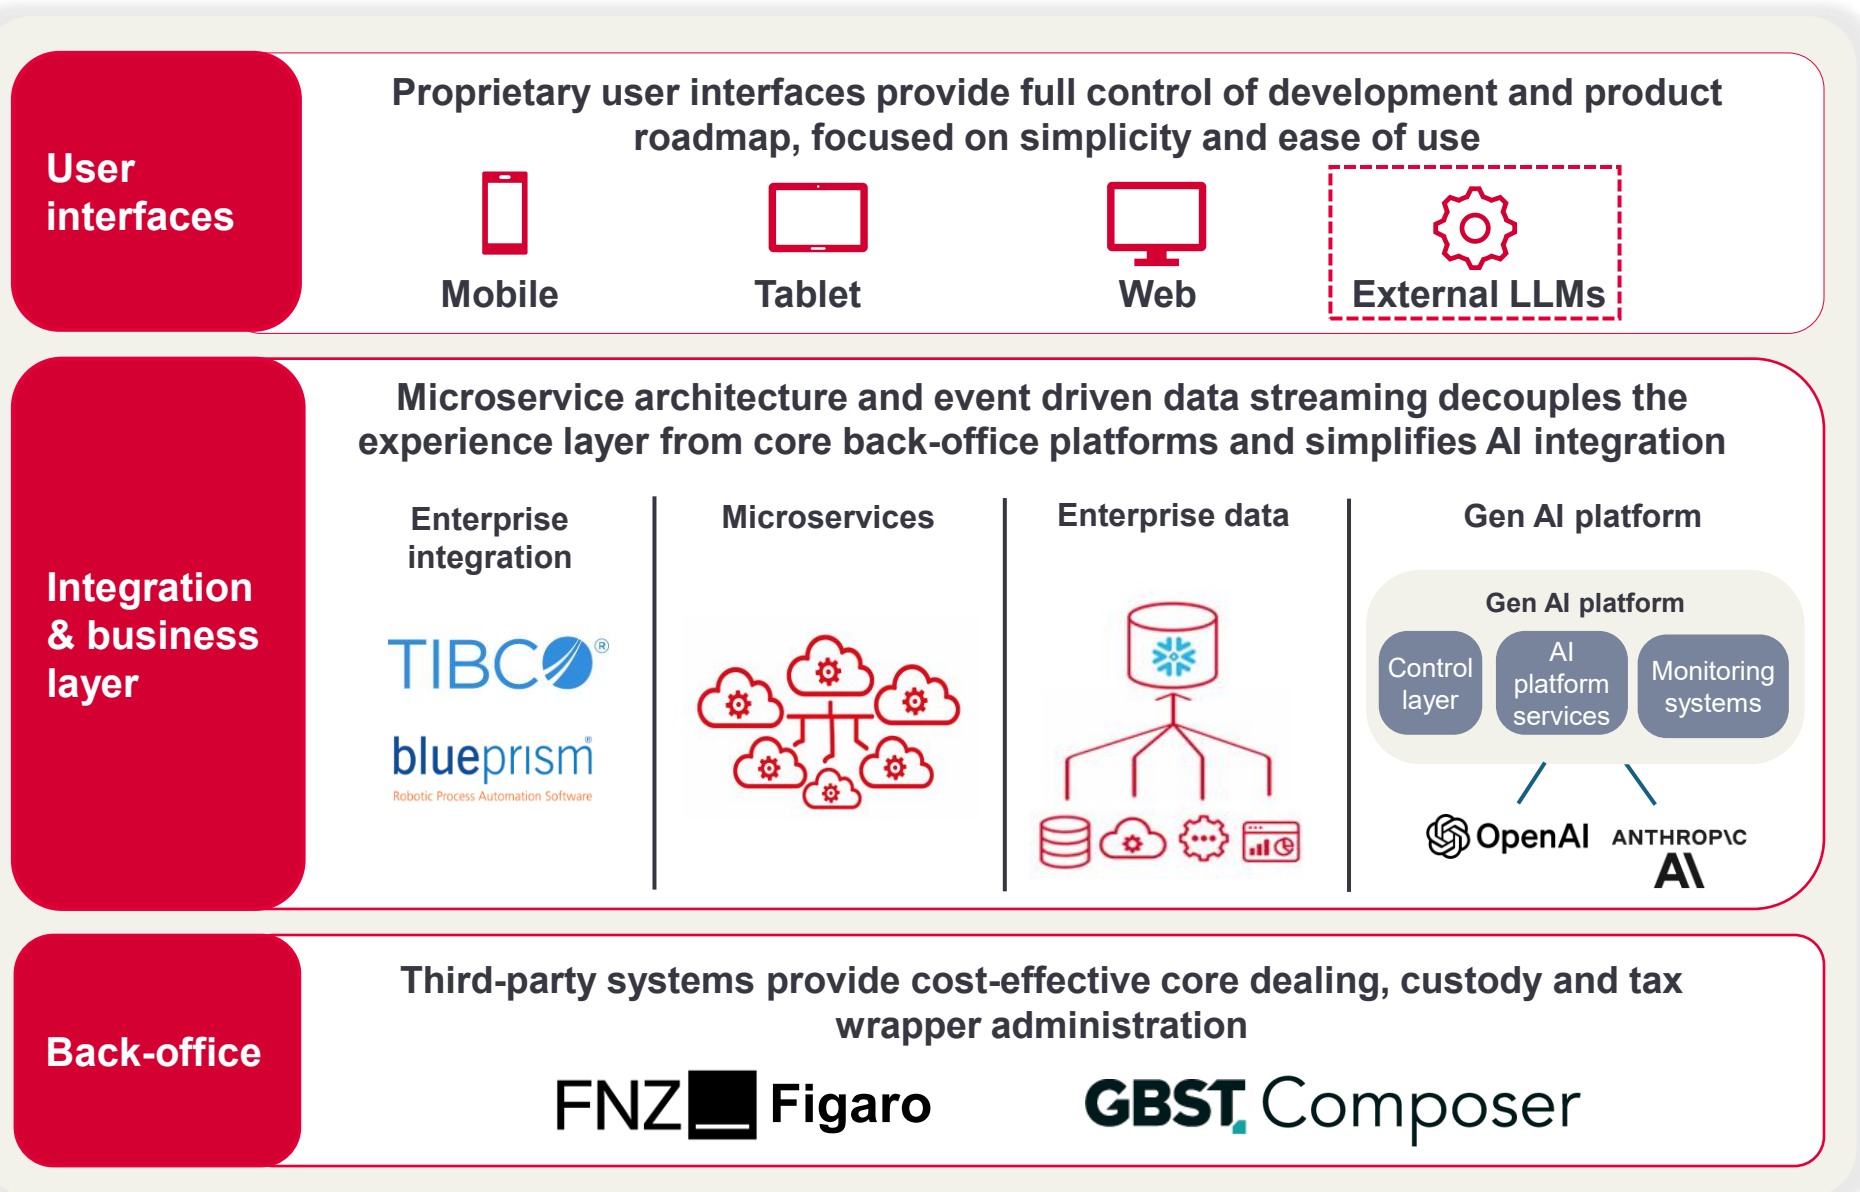 User
interfaces
Proprietary user interfaces provide full control of development and product
roadmap, focused on simplicity and ease of use
Mobile
Tablet
Web
External LLMs
Integration
& business
layer
Microservice architecture and event driven data streaming decouples the
experience layer from core back-office platforms and simplifies AI integration
Enterprise
integration
TIBCO®
blueprism®
Robotic Process Automation Software
Microservices
Enterprise data
Gen AI platform
Gen AI platform
Control
layer
AI
platform
services
Monitoring
systems
OpenAI
ANTHROP\C
A\
Back-office
Third-party systems provide cost-effective core dealing, custody and tax
wrapper administration
FNZ Figaro
GBST Composer